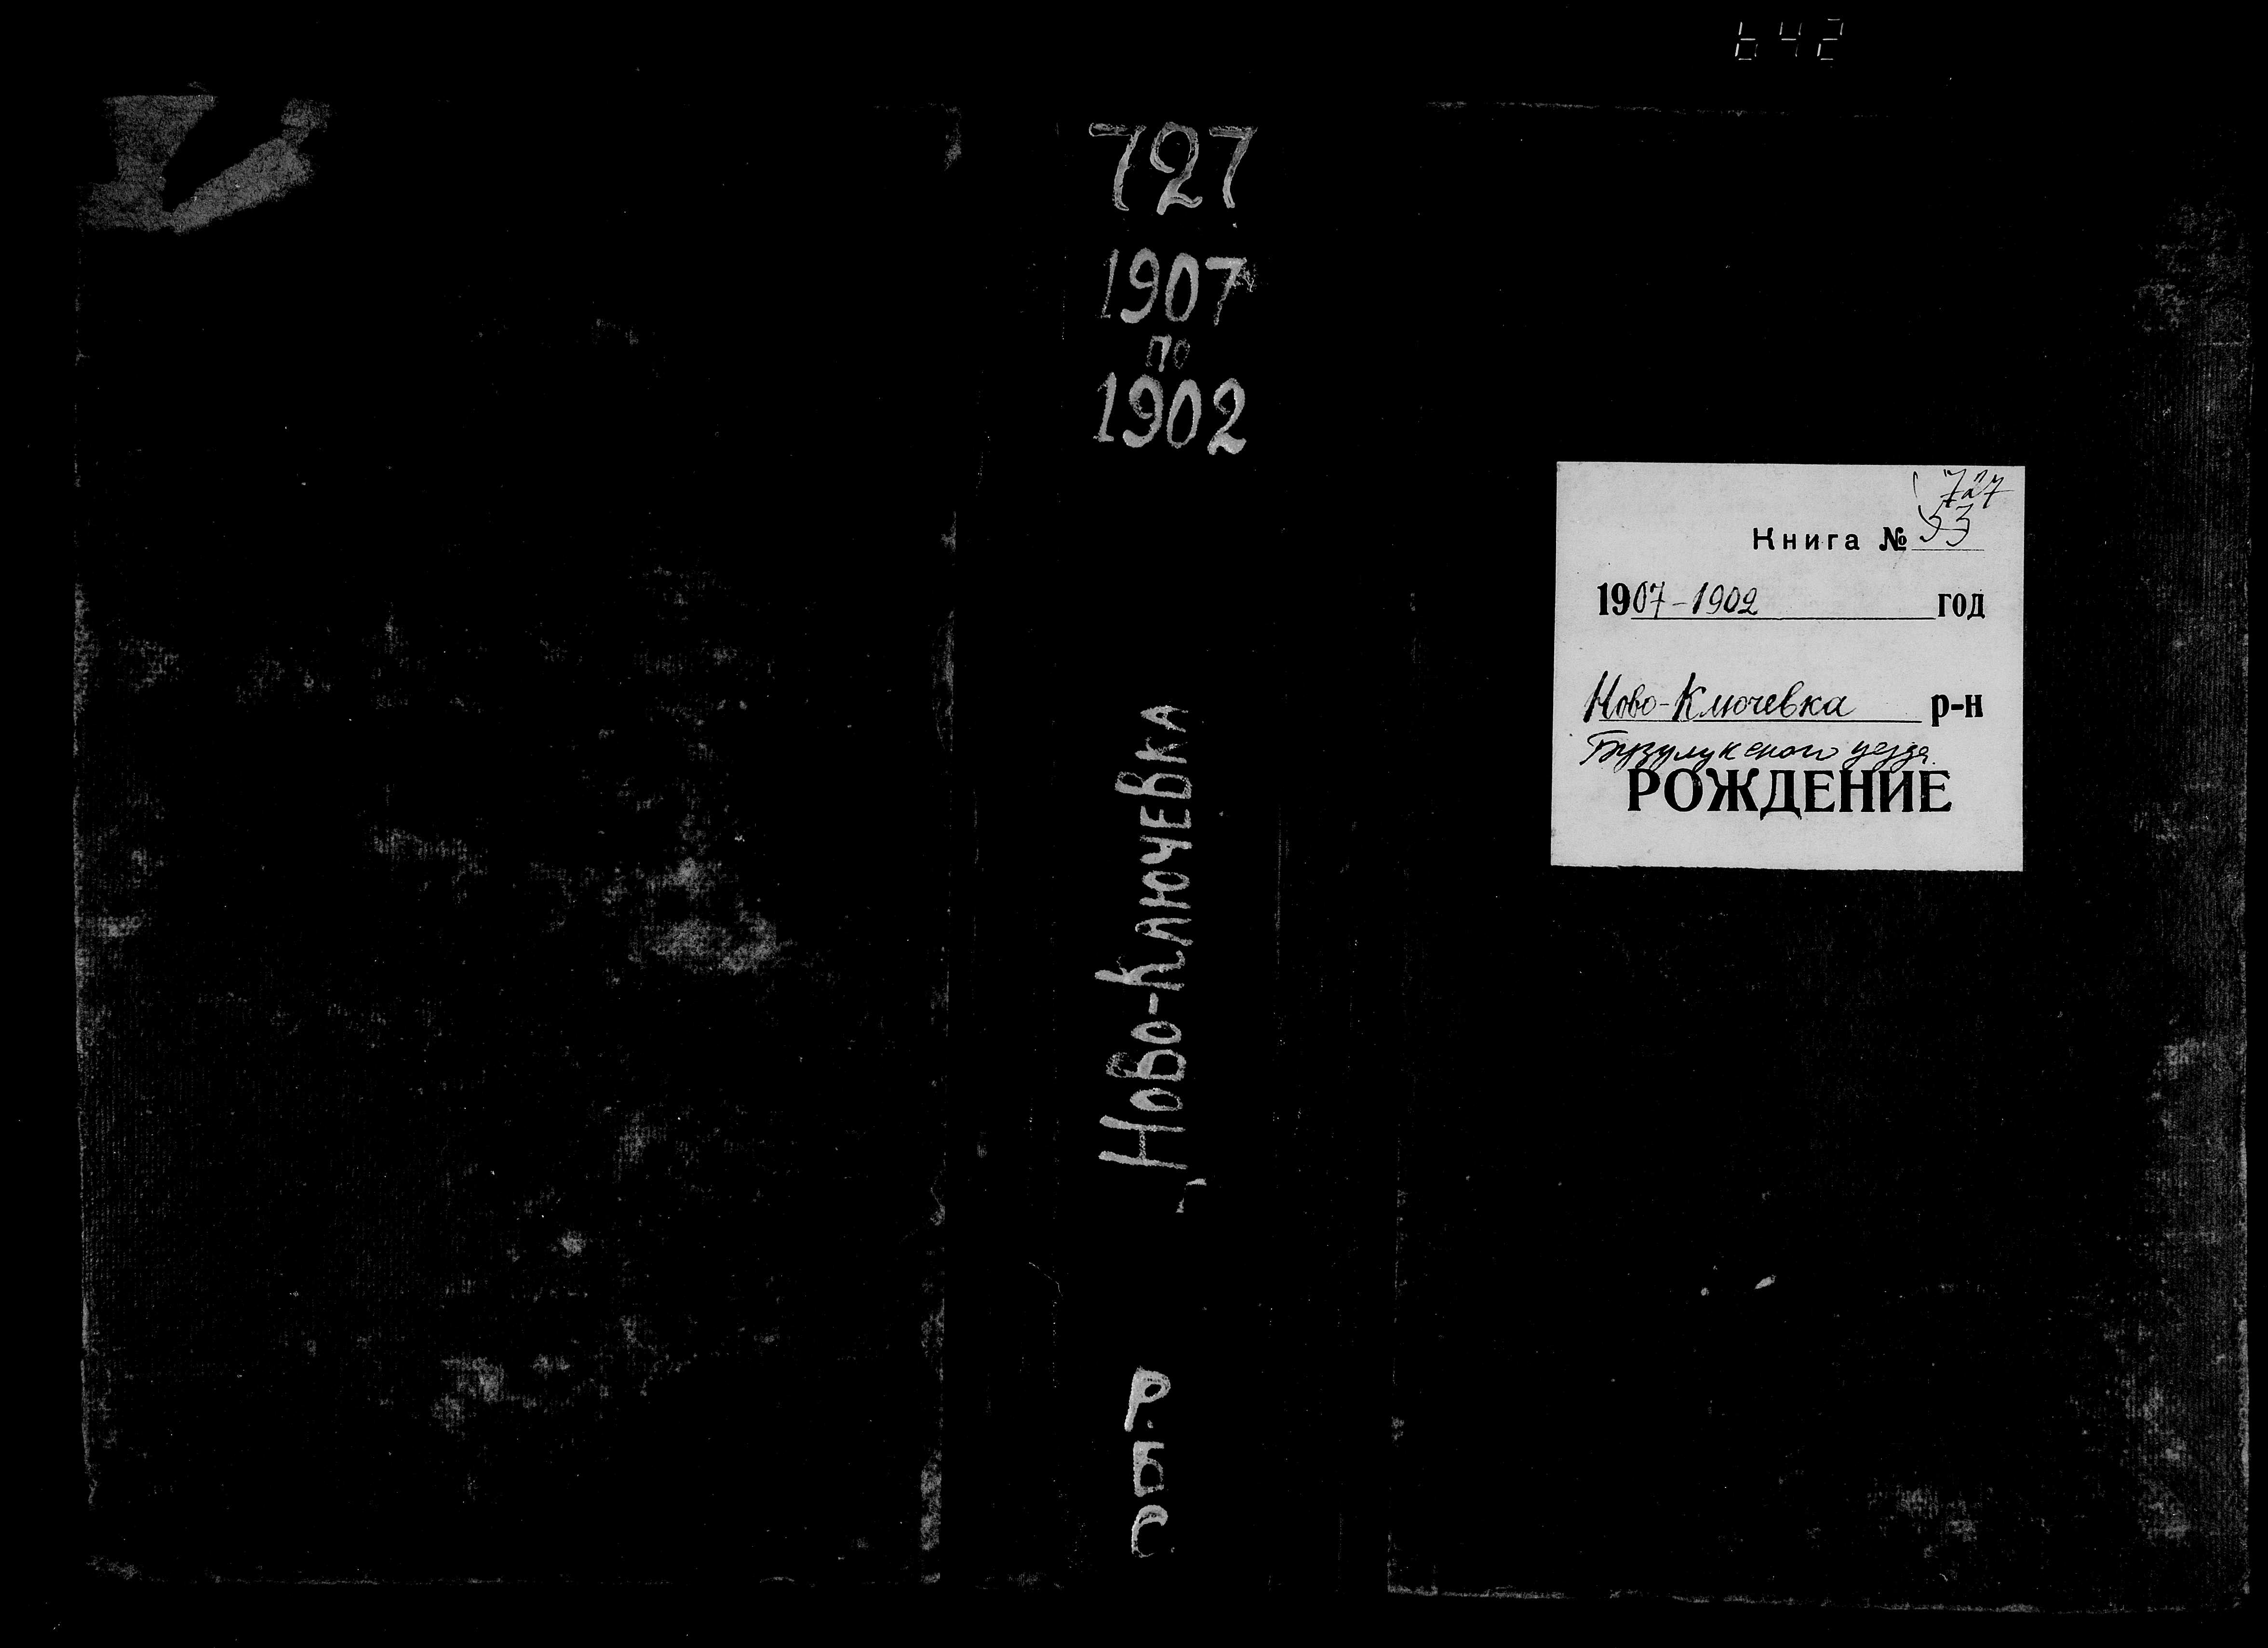 642
727
1907
по
1902
Ново-Ключевка
Р.Б.С.
727
Книга № 53
1907-1902 год
Ново-Ключевка р-н
Бузулукского уезда.
РОЖДЕНИЕ